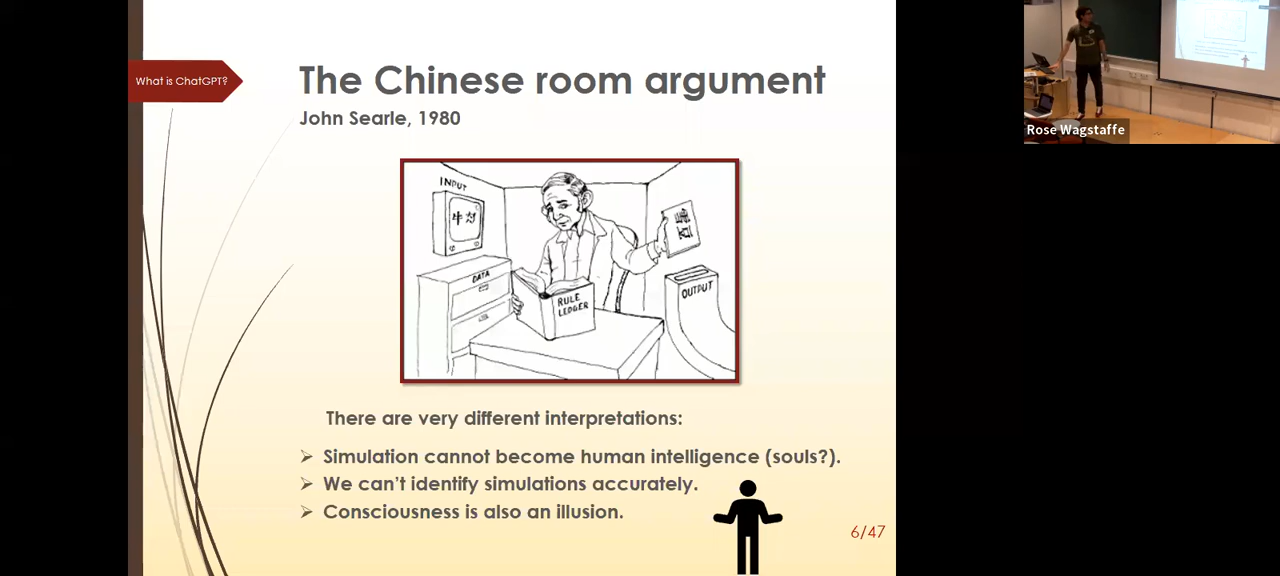 What is ChatGPT?
The Chinese room argument
John Searle, 1980
INPUT
DATA
RULE
LEDGER
OUTPUT
There are very different interpretations:
➢ Simulation cannot become human intelligence (souls?).
➢ We can't identify simulations accurately.
➢ Consciousness is also an illusion.
6/47
Rose Wagstaffe